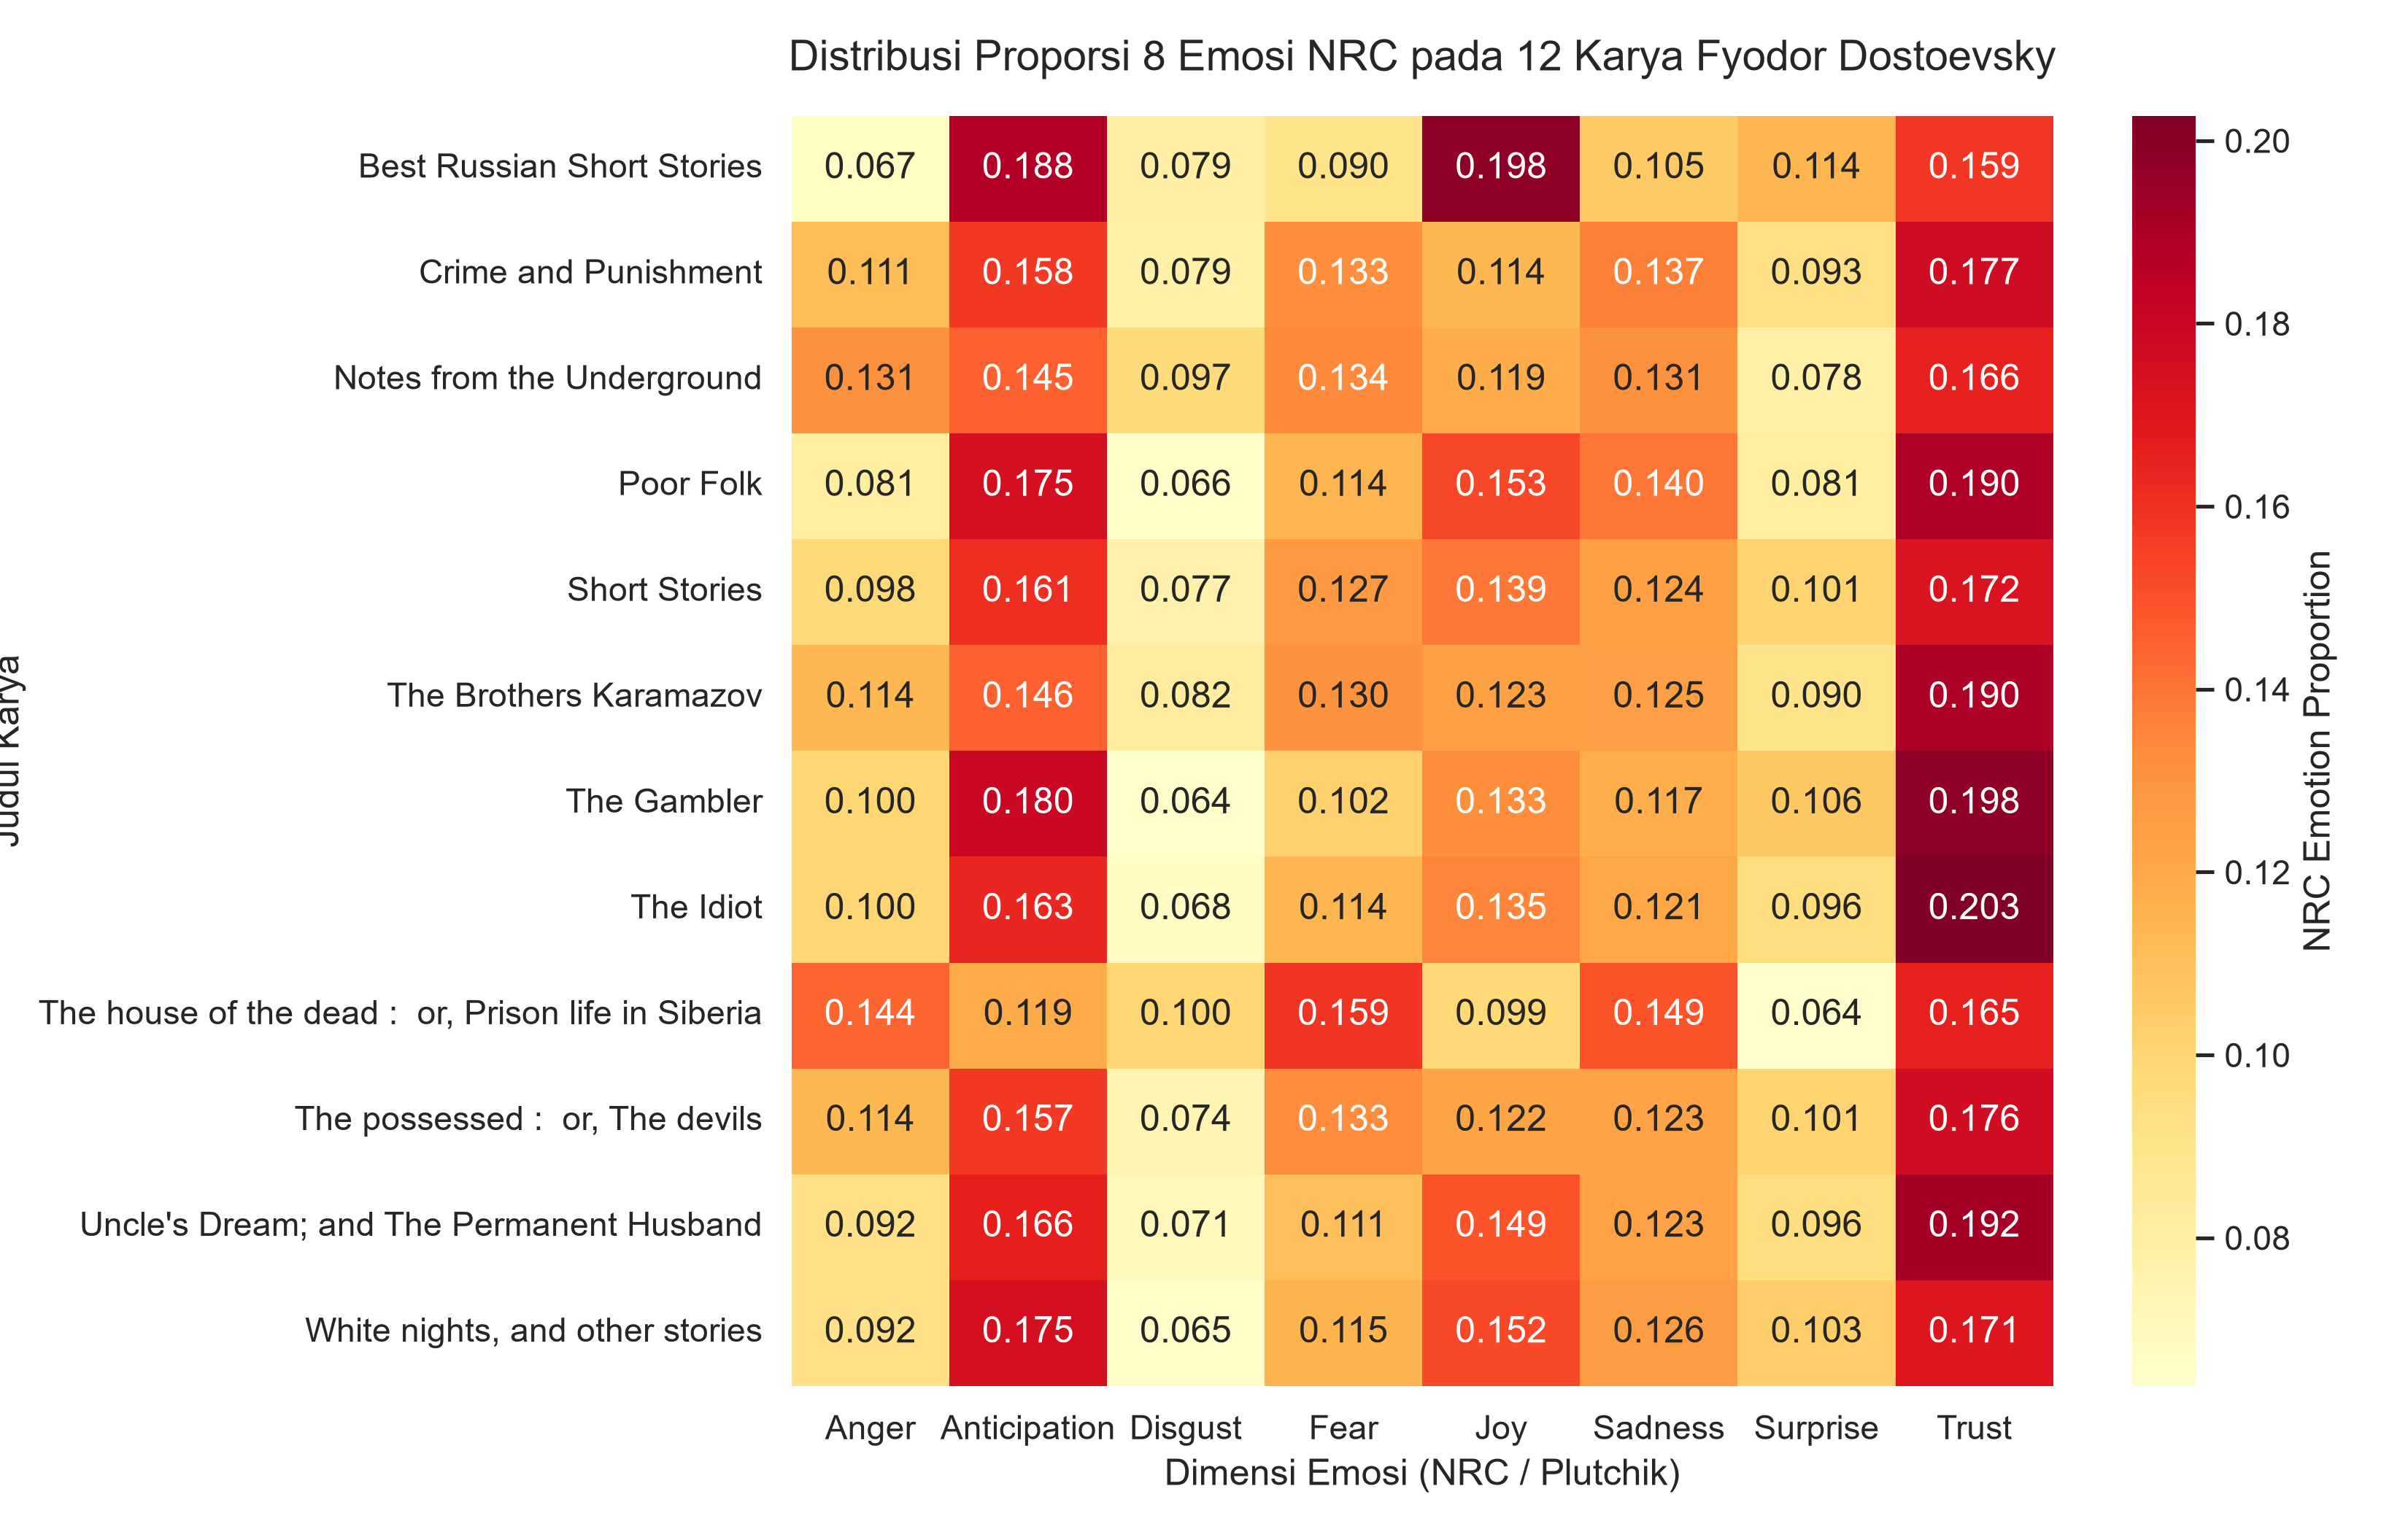 Distribusi Proporsi 8 Emosi NRC pada 12 Karya Fyodor Dostoevsky
Judul Karya
Best Russian Short Stories 0.067 0.188 0.079 0.090 0.198 0.105 0.114 0.159
Crime and Punishment 0.111 0.158 0.079 0.133 0.114 0.137 0.093 0.177
Notes from the Underground 0.131 0.145 0.097 0.134 0.119 0.131 0.078 0.166
Poor Folk 0.081 0.175 0.066 0.114 0.153 0.140 0.081 0.190
Short Stories 0.098 0.161 0.077 0.127 0.139 0.124 0.101 0.172
The Brothers Karamazov 0.114 0.146 0.082 0.130 0.123 0.125 0.090 0.190
The Gambler 0.100 0.180 0.064 0.102 0.133 0.117 0.106 0.198
The Idiot 0.100 0.163 0.068 0.114 0.135 0.121 0.096 0.203
The house of the dead :  or, Prison life in Siberia 0.144 0.119 0.100 0.159 0.099 0.149 0.064 0.165
The possessed :  or, The devils 0.114 0.157 0.074 0.133 0.122 0.123 0.101 0.176
Uncle's Dream; and The Permanent Husband 0.092 0.166 0.071 0.111 0.149 0.123 0.096 0.192
White nights, and other stories 0.092 0.175 0.065 0.115 0.152 0.126 0.103 0.171
Anger Anticipation Disgust Fear Joy Sadness Surprise Trust
Dimensi Emosi (NRC / Plutchik)
0.20
0.18
0.16
0.14
0.12
0.10
0.08
NRC Emotion Proportion